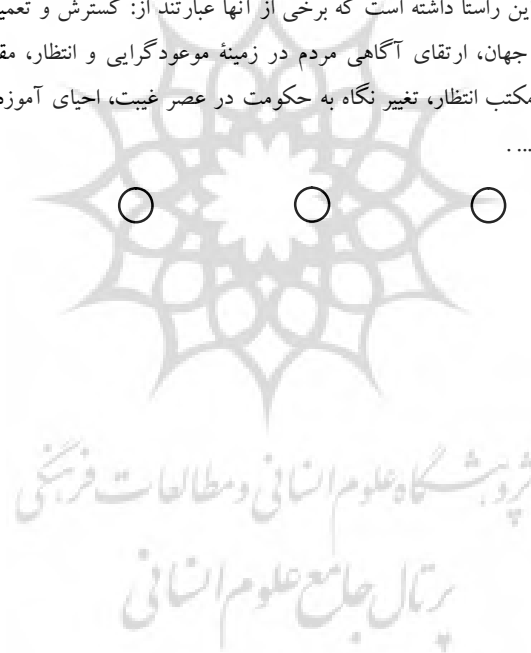 ین راستا داشته است که برخی از آنها عبارتند از: گسترش و تعمی
جهان، ارتقای آگاهی مردم در زمینهٔ موعودگرایی و انتظار، مق
مکتب انتظار، تغییر نگاه به حکومت در عصر غیبت، احیای آموزه
... .
پژوهشگاه علوم انسانی و مطالعات فرهنگی
پرتال جامع علوم انسانی